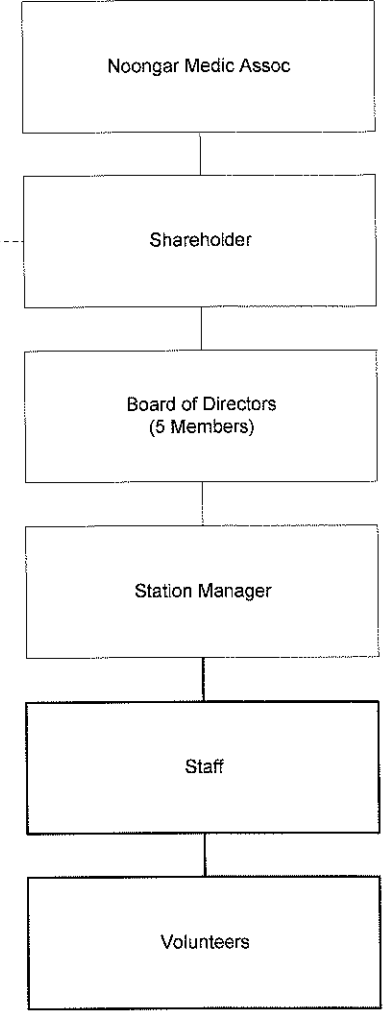 Noongar Medic Assoc
Shareholder
Board of Directors
(5 Members)
Station Manager
Staff
Volunteers